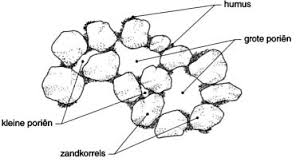 humus
grote poriën
kleine poriën
zandkorrels